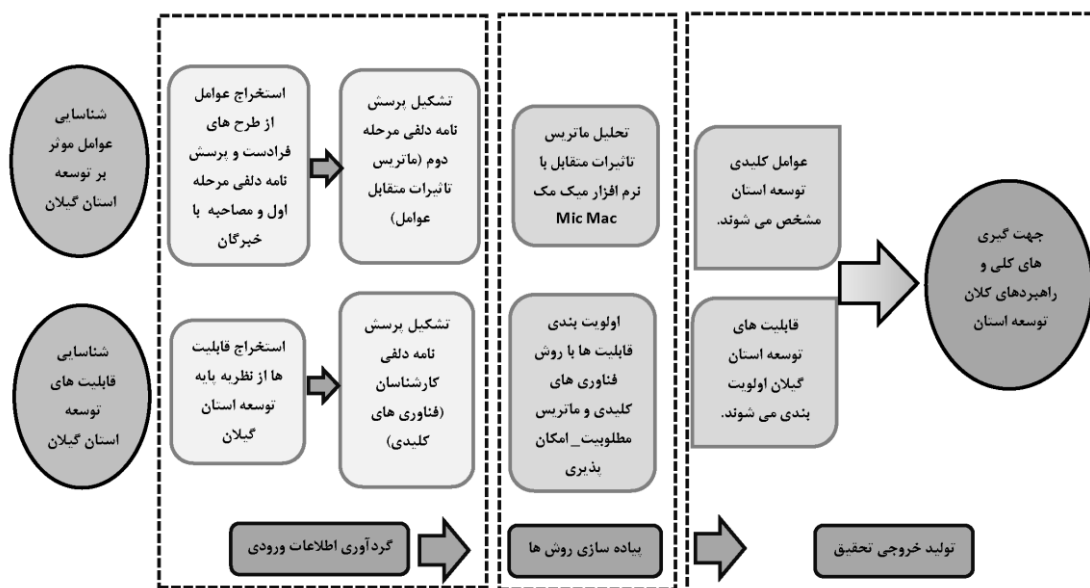 شناسایی
عوامل موثر
بر توسعه
استان گیلان
استخراج عوامل
از طرح های
فرادست و پرسش
نامه دلفی مرحله
اول و مصاحبه با
خبرگان
تشکیل پرسش
نامه دلفی مرحله
دوم (ماتریس
تاثیرات متقابل
عوامل)
تحلیل ماتریس
تاثیرات متقابل با
نرم افزار میک مک
Mic Mac
عوامل کلیدی
توسعه استان
مشخص می شوند.
جهت گیری
های کلی و
راهبردهای کلان
توسعه استان
شناسایی
قابلیت های
توسعه
استان گیلان
استخراج قابلیت
ها از نظریه پایه
توسعه استان
گیلان
تشکیل پرسش
نامه دلفی
کارشناسان
(فناوری های
کلیدی)
اولویت بندی
قابلیت ها با روش
فناوری های
کلیدی و ماتریس
مطلوبیت_ امکان
پذیری
قابلیت های
توسعه استان
گیلان اولویت
بندی می شوند.
گردآوری اطلاعات ورودی
پیاده سازی روش ها
تولید خروجی تحقیق